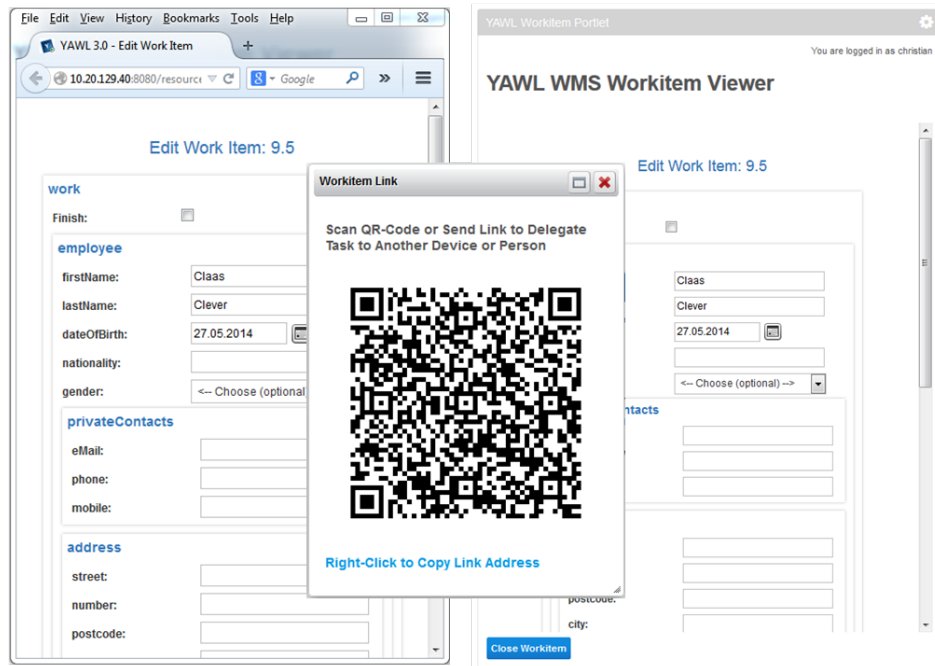 File Edit View History Bookmarks Tools Help
YAWL 3.0 - Edit Work Item
10.20.129.40:8080/resource
Google
Edit Work Item: 9.5
work
Finish:
employee
firstName: Claas
lastName: Clever
dateOfBirth: 27.05.2014
nationality:
gender: <-- Choose (optional)
privateContacts
eMail:
phone:
mobile:
address
street:
number:
postcode:
Workitem Link
Scan QR-Code or Send Link to Delegate
Task to Another Device or Person
Right-Click to Copy Link Address
YAWL Workitem Portlet
You are logged in as christian
YAWL WMS Workitem Viewer
Edit Work Item: 9.5
Claas
Clever
27.05.2014
<-- Choose (optional) -->
ntacts
postcode:
city:
Close Workitem